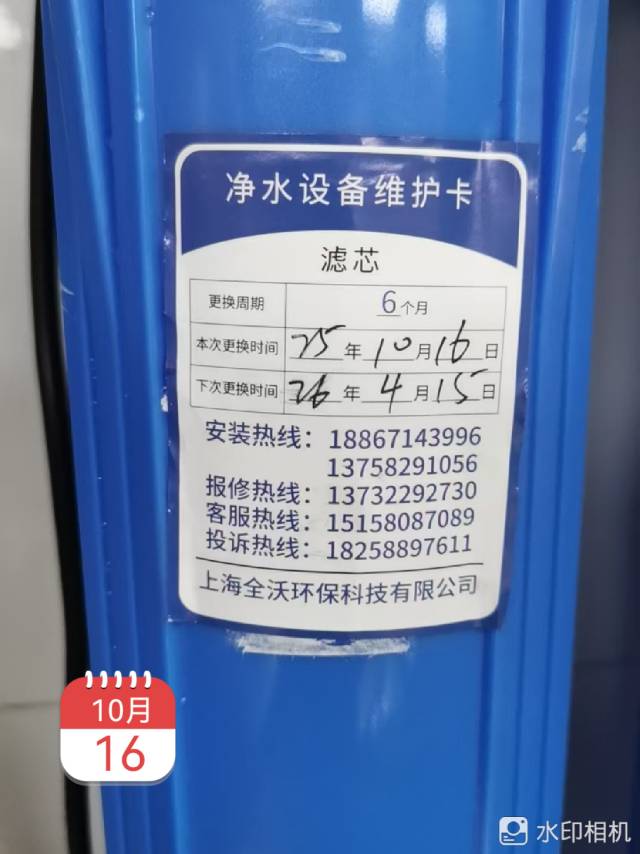 净水设备维护卡
滤芯
更换周期 6个月
本次更换时间 25年10月16日
下次更换时间 26年4月15日
安装热线：18867143996
13758291056
报修热线：13732292730
客服热线：15158087089
投诉热线：18258897611
上海全沃环保科技有限公司
10月
16
水印相机